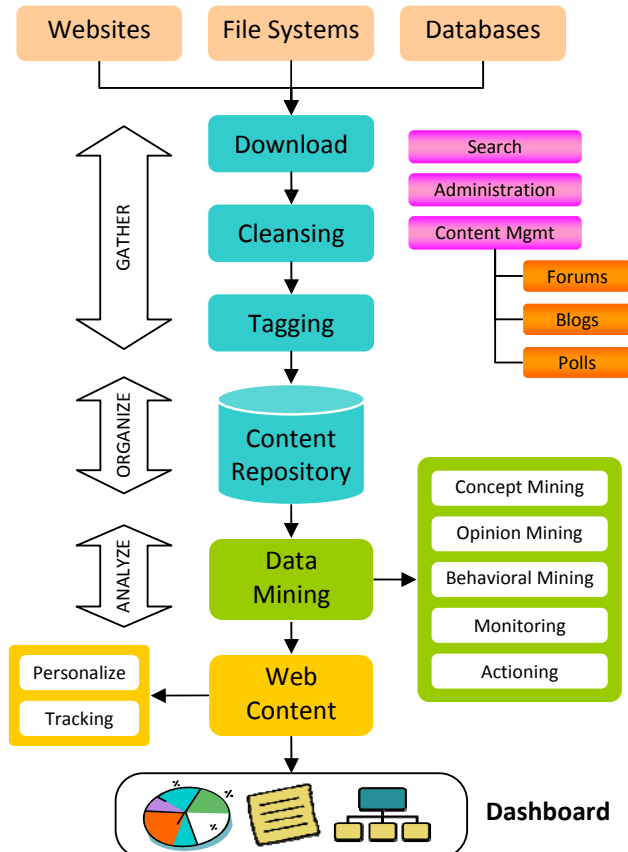 Websites
File Systems
Databases
GATHER
Download
Cleansing
Tagging
Search
Administration
Content Mgmt
Forums
Blogs
Polls
ORGANIZE
Content
Repository
ANALYZE
Data
Mining
Concept Mining
Opinion Mining
Behavioral Mining
Monitoring
Actioning
Personalize
Tracking
Web
Content
%
%
%
Dashboard